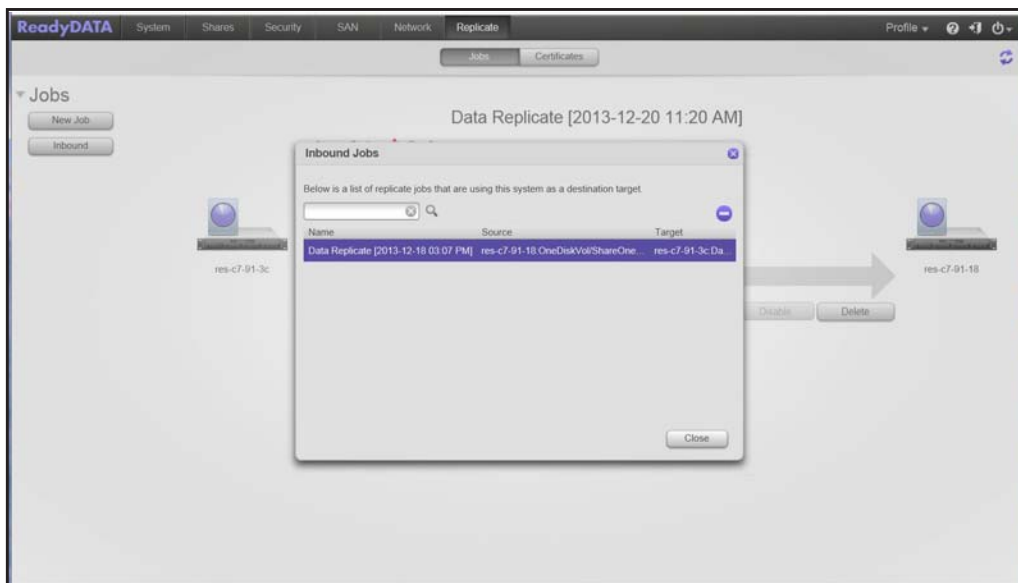 ReadyDATA System Shares Security SAN Network Replicate Profile
Jobs Certificates
Jobs
New Job
Inbound
Data Replicate [2013-12-20 11:20 AM]
Inbound Jobs
Below is a list of replicate jobs that are using this system as a destination target.
Name Source Target
Data Replicate [2013-12-18 03:07 PM] res-c7-91-18:OneDiskVol/ShareOne... res-c7-91-3c:Da...
res-c7-91-3c
res-c7-91-18
Disable Delete
Close